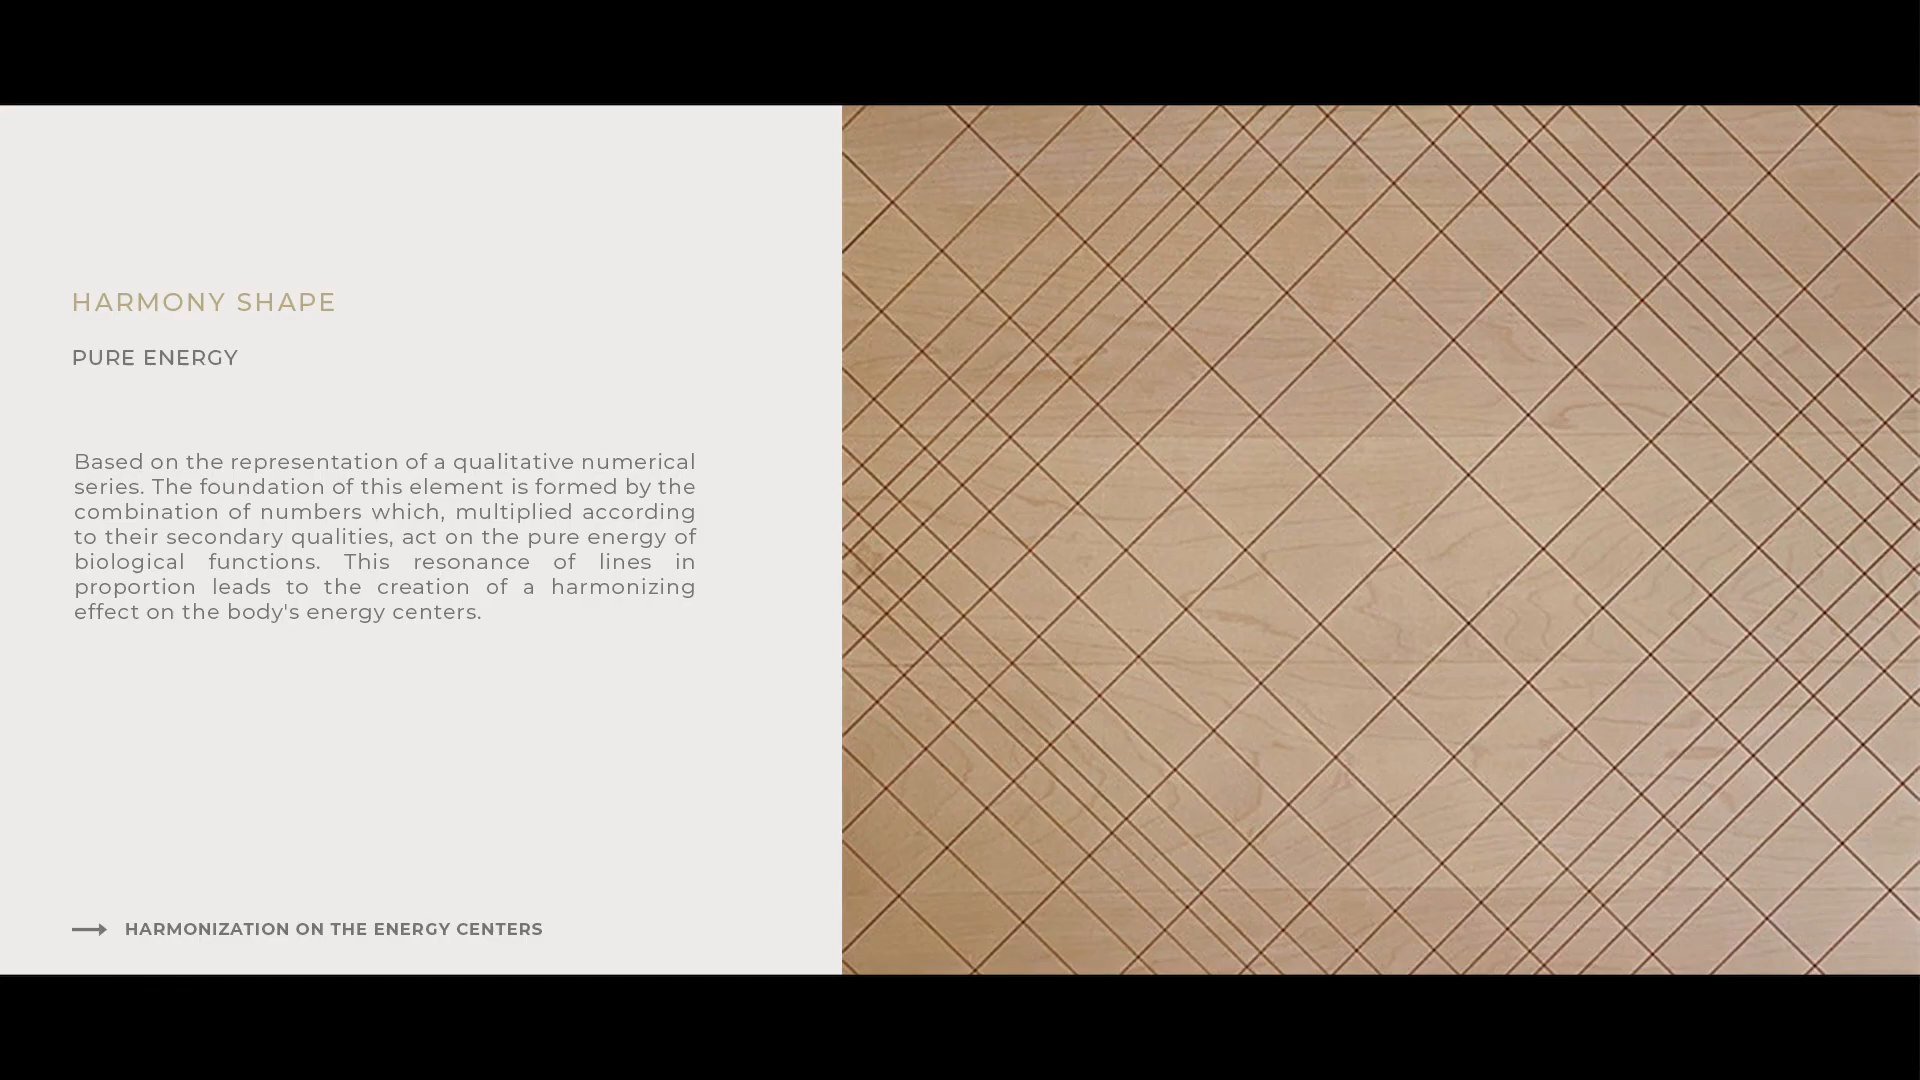 HARMONY SHAPE
PURE ENERGY
Based on the representation of a qualitative numerical
series. The foundation of this element is formed by the
combination of numbers which, multiplied according
to their secondary qualities, act on the pure energy of
biological functions. This resonance of lines in
proportion leads to the creation of a harmonizing
effect on the body's energy centers.
HARMONIZATION ON THE ENERGY CENTERS